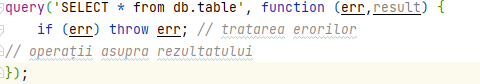 query('SELECT * from db.table', function (err,result) {
if (err) throw err; // tratarea erorilor
// operații asupra rezultatului
});